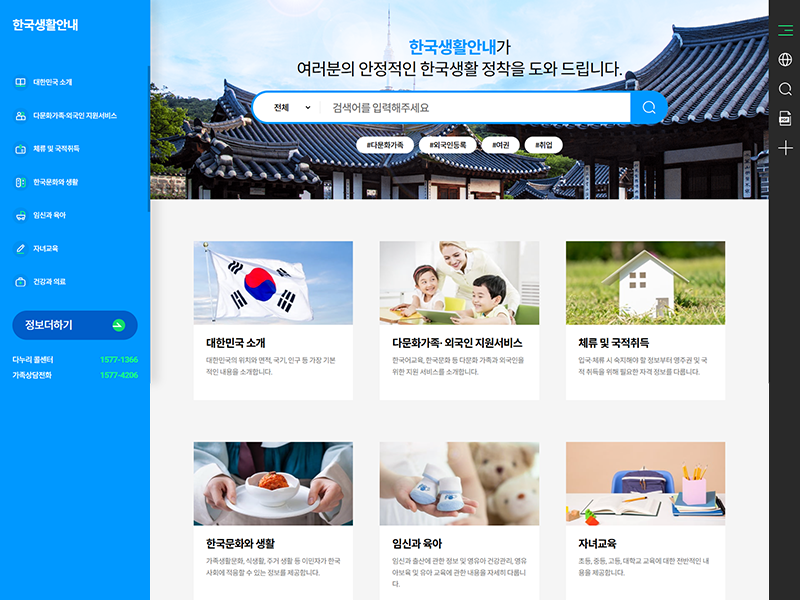 한국생활안내
대한민국 소개
다문화가족·외국인 지원서비스
체류 및 국적취득
한국문화와 생활
임신과 육아
자녀교육
건강과 의료
정보더하기
다누리 콜센터 1577-1366
가족상담전화 1577-4206
한국생활안내가
여러분의 안정적인 한국생활 정착을 도와 드립니다.
전체 검색어를 입력해주세요
#다문화가족 #외국인등록 #여권 #취업
PDF
대한민국 소개
대한민국의 위치와 면적, 국기, 인구 등 가장 기본
적인 내용을 소개합니다.
다문화가족· 외국인 지원서비스
한국어교육, 한국문화 등 다문화 가족과 외국인을
위한 지원 서비스를 소개합니다.
체류 및 국적취득
입국·체류 시 숙지해야 할 정보부터 영주권 및 국
적 취득을 위해 필요한 자격 정보를 다룹니다.
한국문화와 생활
가족생활문화, 식생활, 주거 생활 등 이민자가 한국
사회에 적응할 수 있는 정보를 제공합니다.
임신과 육아
임신과 출산에 관한 정보 및 영유아 건강관리, 영유
아보육 및 유아 교육에 관한 내용을 자세히 다룹니
다.
자녀교육
초등, 중등, 고등, 대학교 교육에 대한 전반적인 내
용을 제공합니다.